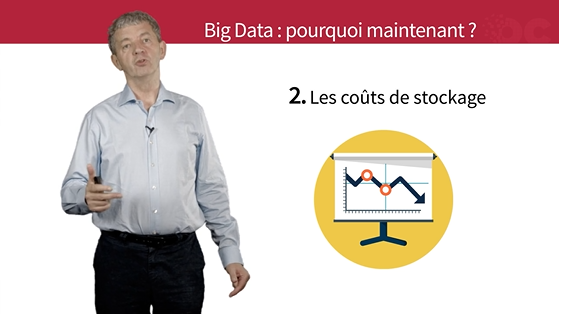 Big Data : pourquoi maintenant ?
2. Les coûts de stockage